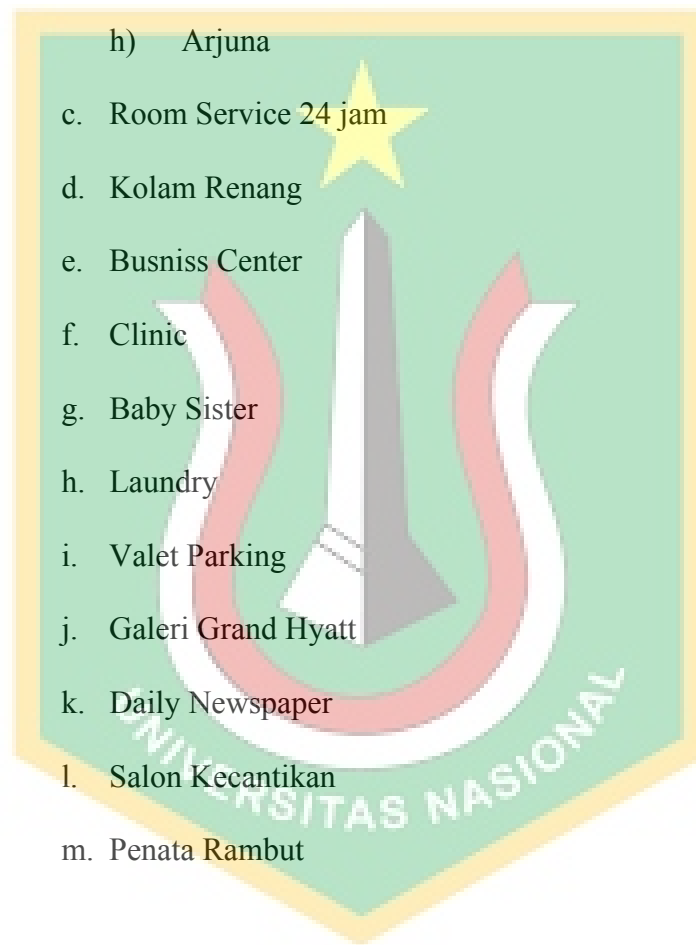 h) Arjuna
c. Room Service 24 jam
d. Kolam Renang
e. Busniss Center
f. Clinic
g. Baby Sister
h. Laundry
i. Valet Parking
j. Galeri Grand Hyatt
k. Daily Newspaper
l. Salon Kecantikan
m. Penata Rambut
UNIVERSITAS NASIONAL